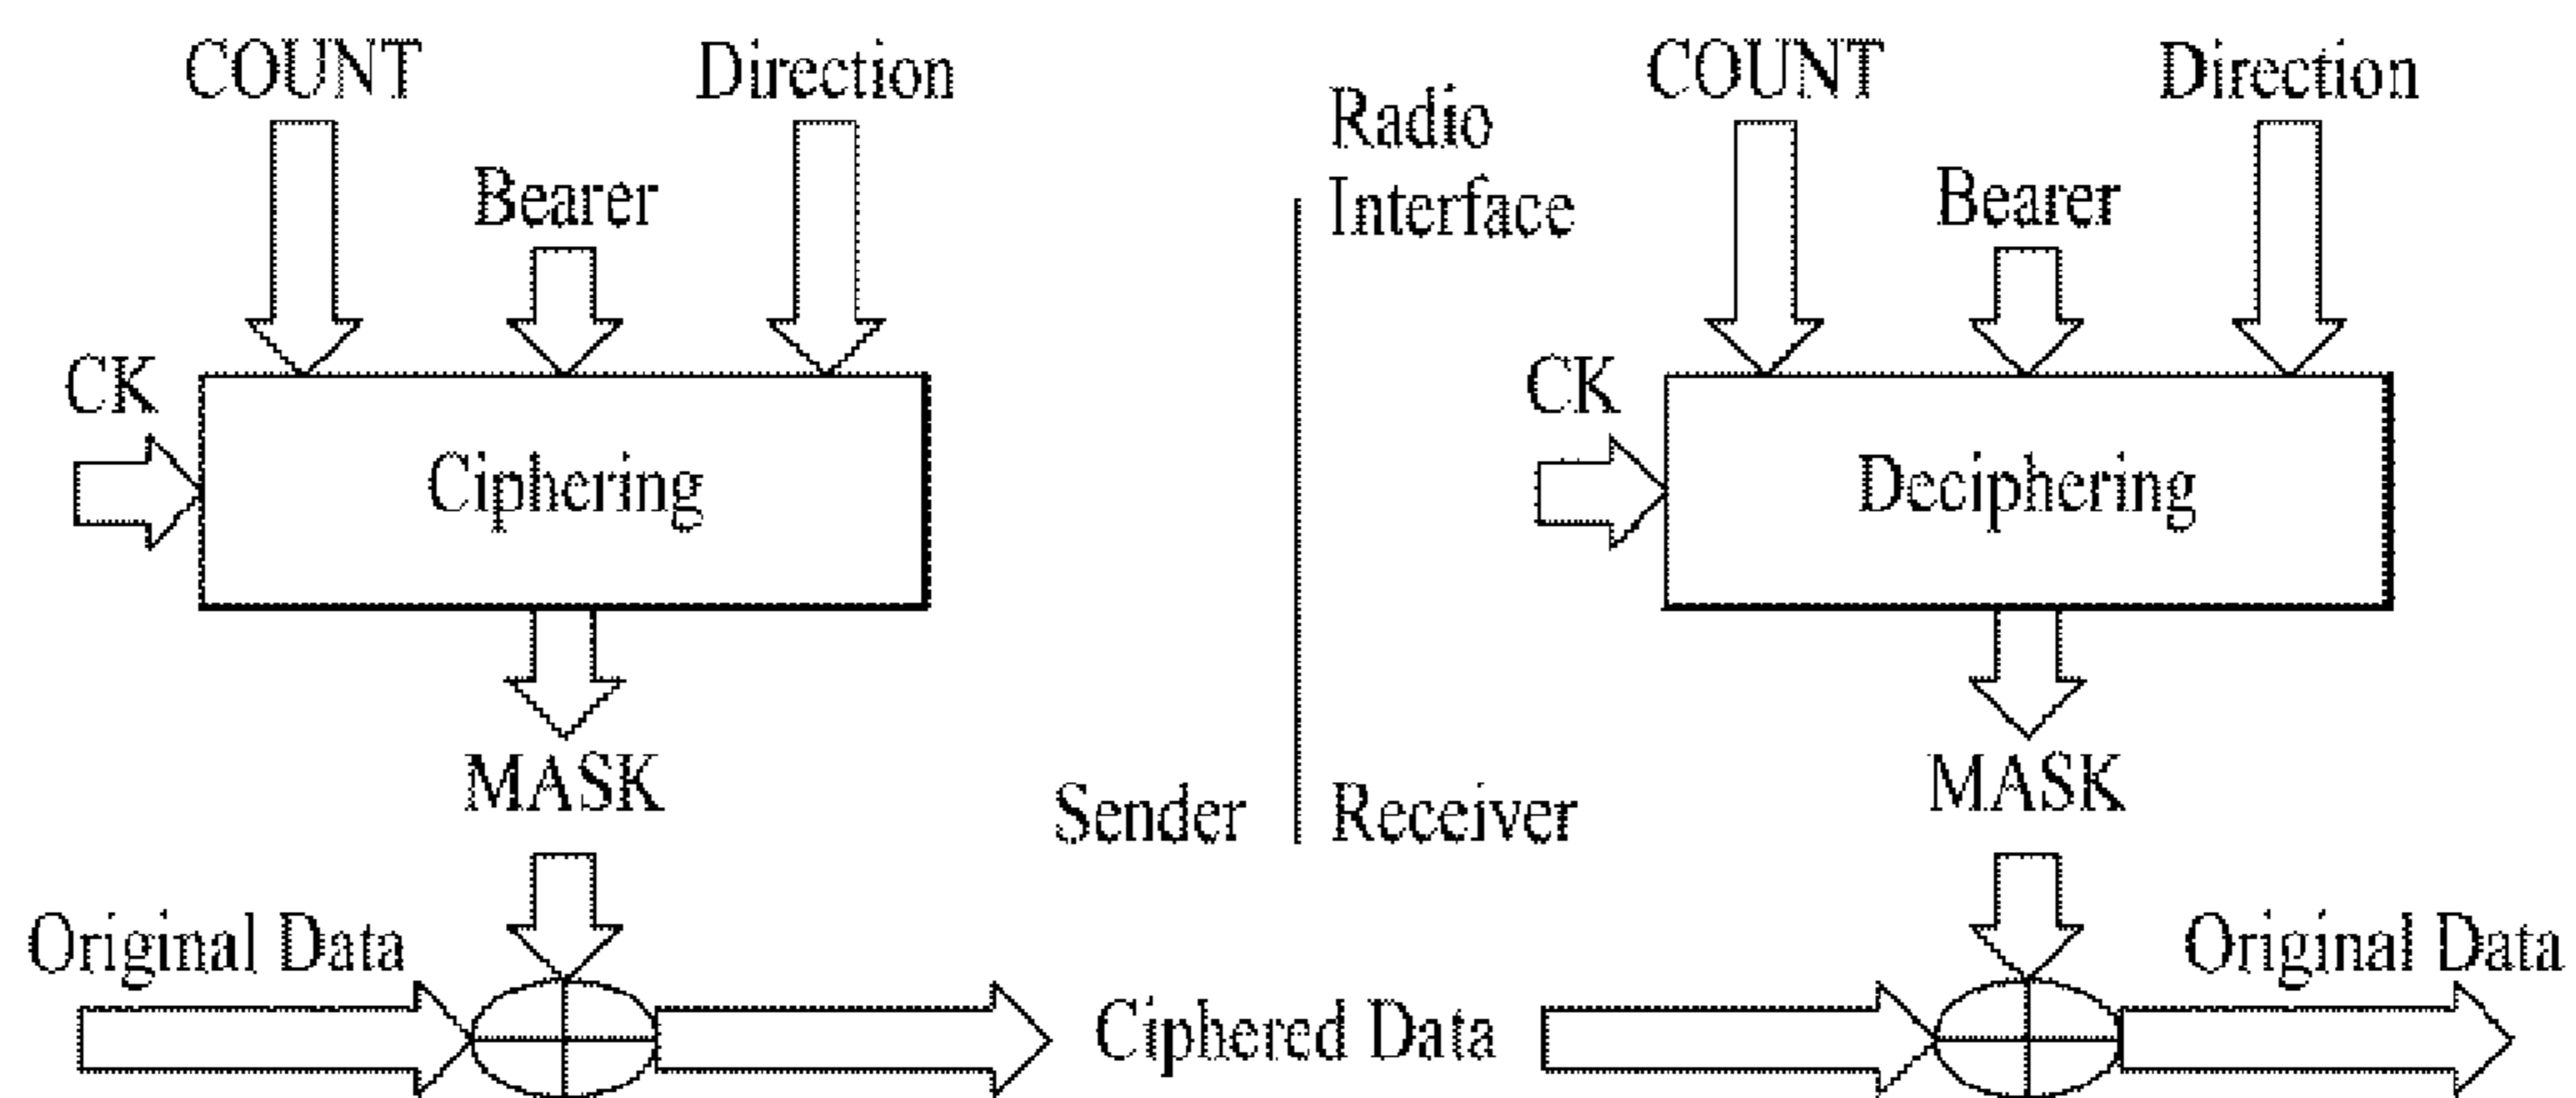 COUNT
Direction
Bearer
CK
Ciphering
MASK
Original Data
Radio
Interface
Sender
Receiver
Ciphered Data
COUNT
Direction
Bearer
CK
Deciphering
MASK
Original Data